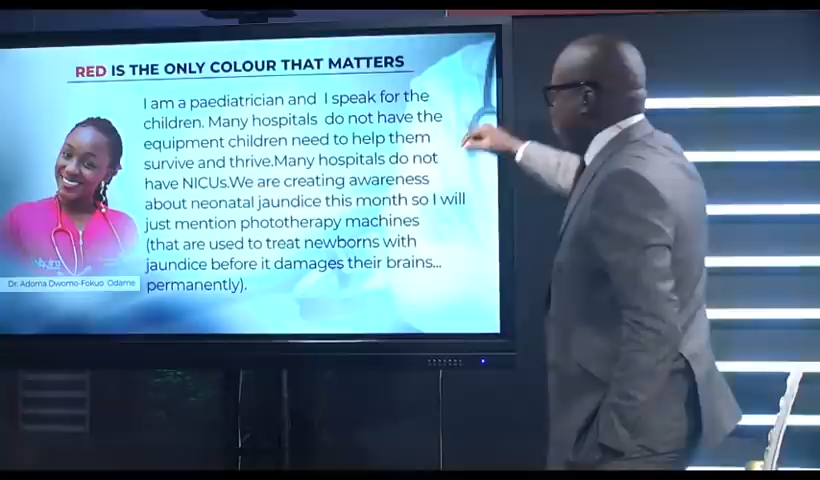 RED IS THE ONLY COLOUR THAT MATTERS
I am a paediatrician and I speak for the
children. Many hospitals do not have the
equipment children need to help them
survive and thrive.Many hospitals do not
have NICUs.We are creating awareness
about neonatal jaundice this month so I will
just mention phototherapy machines
(that are used to treat newborns with
jaundice before it damages their brains...
permanently).
Dr. Adoma Dwomo-Fokuo Odame